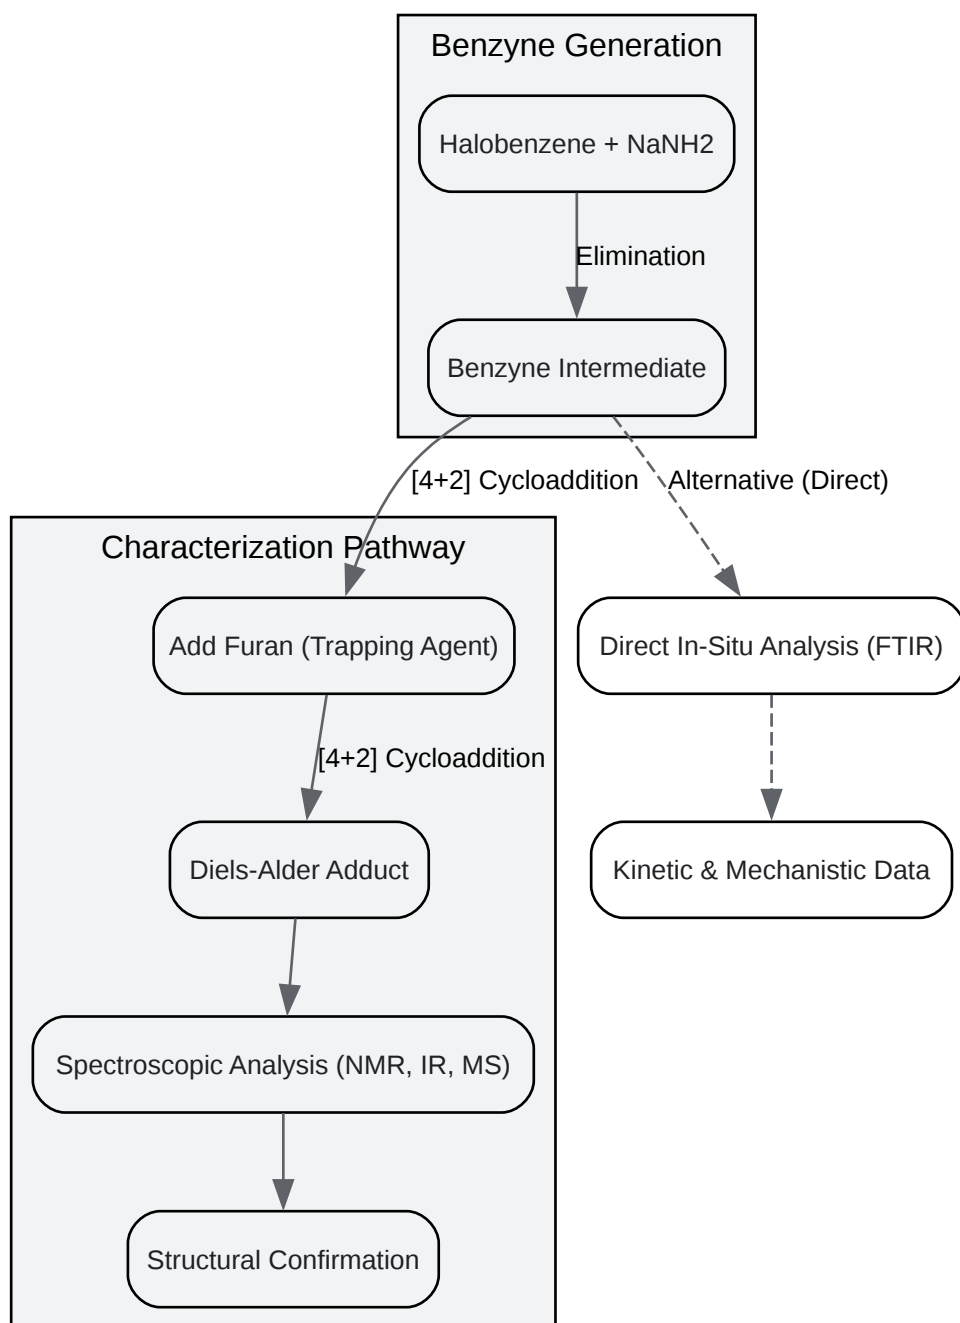 Benzyne Generation
Halobenzene + NaNH2
Elimination
Benzyne Intermediate
[4+2] Cycloaddition
Alternative (Direct)
Characterization Pathway
Add Furan (Trapping Agent)
Direct In-Situ Analysis (FTIR)
[4+2] Cycloaddition
Diels-Alder Adduct
Kinetic & Mechanistic Data
Spectroscopic Analysis (NMR, IR, MS)
Structural Confirmation